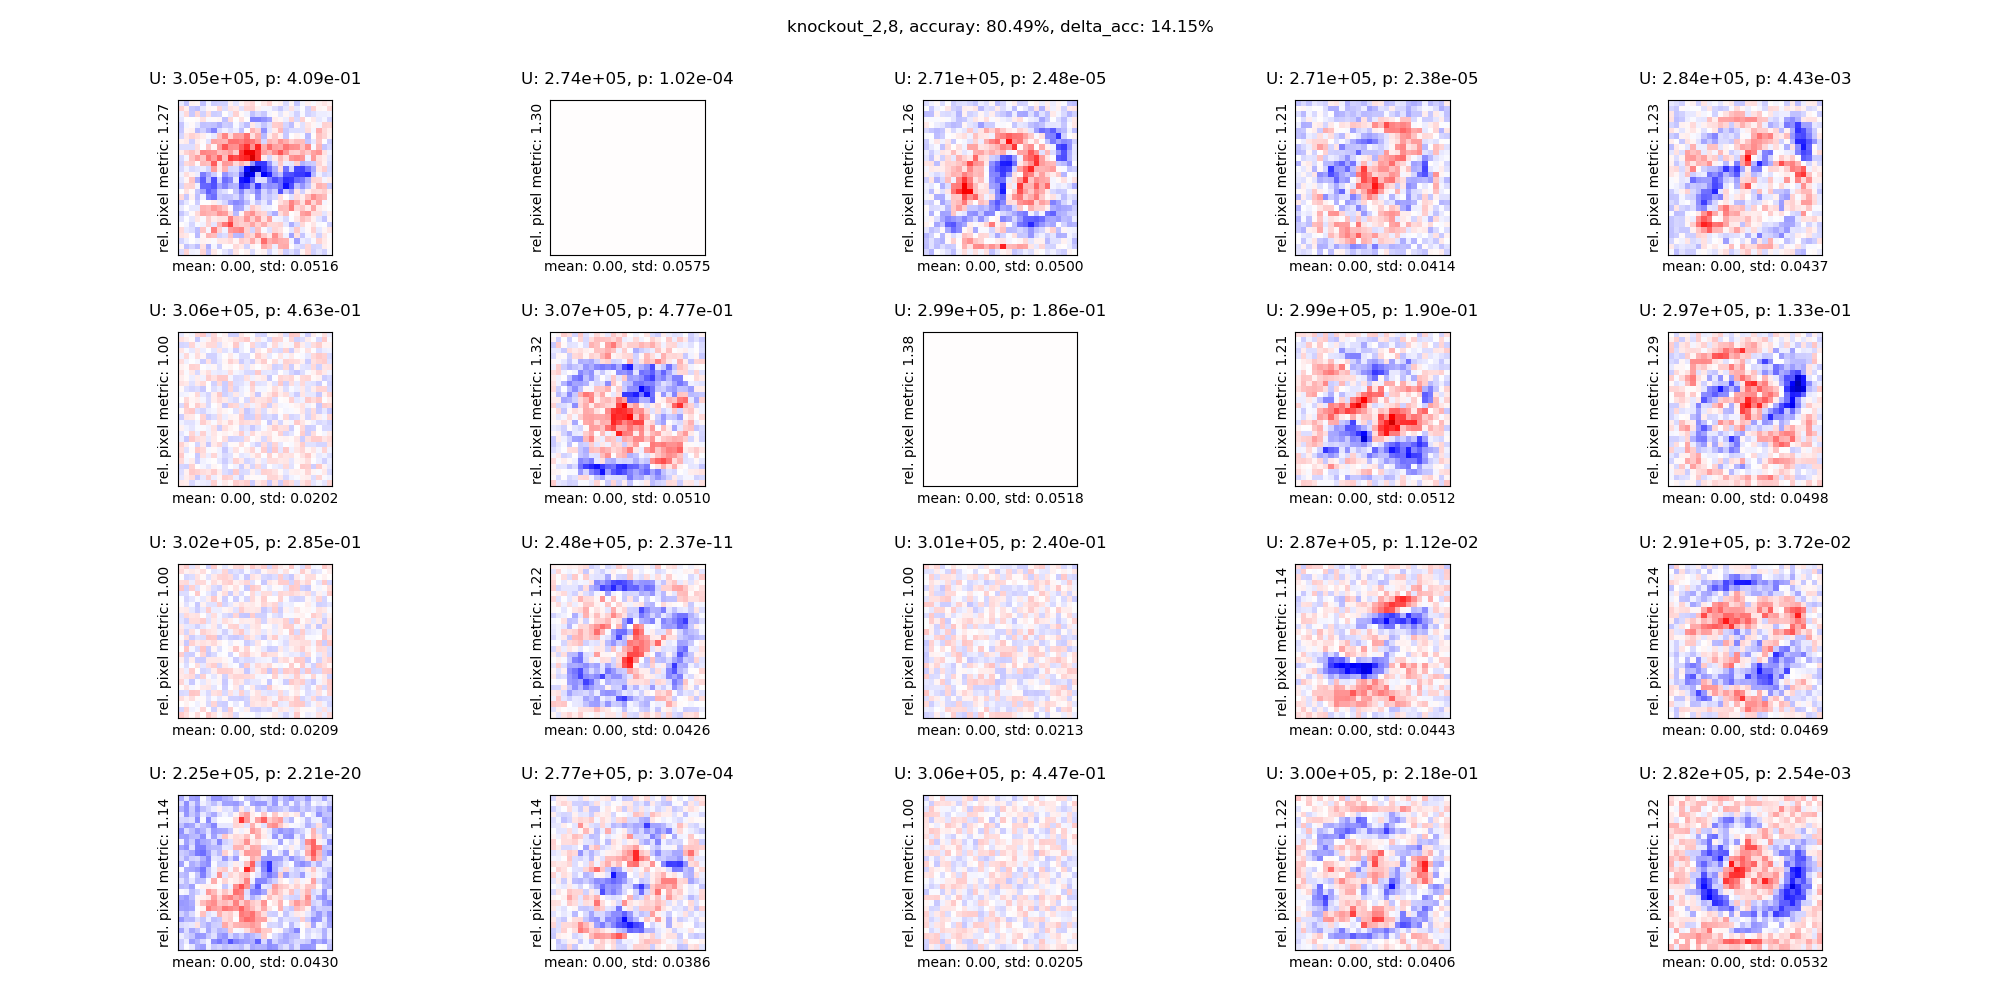 knockout_2,8, accuray: 80.49%, delta_acc: 14.15%
U: 3.05e+05, p: 4.09e-01
rel. pixel metric: 1.27
mean: 0.00, std: 0.0516
U: 2.74e+05, p: 1.02e-04
rel. pixel metric: 1.30
mean: 0.00, std: 0.0575
U: 2.71e+05, p: 2.48e-05
rel. pixel metric: 1.26
mean: 0.00, std: 0.0500
U: 2.71e+05, p: 2.38e-05
rel. pixel metric: 1.21
mean: 0.00, std: 0.0414
U: 2.84e+05, p: 4.43e-03
rel. pixel metric: 1.23
mean: 0.00, std: 0.0437
U: 3.06e+05, p: 4.63e-01
rel. pixel metric: 1.00
mean: 0.00, std: 0.0202
U: 3.07e+05, p: 4.77e-01
rel. pixel metric: 1.32
mean: 0.00, std: 0.0510
U: 2.99e+05, p: 1.86e-01
rel. pixel metric: 1.38
mean: 0.00, std: 0.0518
U: 2.99e+05, p: 1.90e-01
rel. pixel metric: 1.21
mean: 0.00, std: 0.0512
U: 2.97e+05, p: 1.33e-01
rel. pixel metric: 1.29
mean: 0.00, std: 0.0498
U: 3.02e+05, p: 2.85e-01
rel. pixel metric: 1.00
mean: 0.00, std: 0.0209
U: 2.48e+05, p: 2.37e-11
rel. pixel metric: 1.22
mean: 0.00, std: 0.0426
U: 3.01e+05, p: 2.40e-01
rel. pixel metric: 1.00
mean: 0.00, std: 0.0213
U: 2.87e+05, p: 1.12e-02
rel. pixel metric: 1.14
mean: 0.00, std: 0.0443
U: 2.91e+05, p: 3.72e-02
rel. pixel metric: 1.24
mean: 0.00, std: 0.0469
U: 2.25e+05, p: 2.21e-20
rel. pixel metric: 1.14
mean: 0.00, std: 0.0430
U: 2.77e+05, p: 3.07e-04
rel. pixel metric: 1.14
mean: 0.00, std: 0.0386
U: 3.06e+05, p: 4.47e-01
rel. pixel metric: 1.00
mean: 0.00, std: 0.0205
U: 3.00e+05, p: 2.18e-01
rel. pixel metric: 1.22
mean: 0.00, std: 0.0406
U: 2.82e+05, p: 2.54e-03
rel. pixel metric: 1.22
mean: 0.00, std: 0.0532